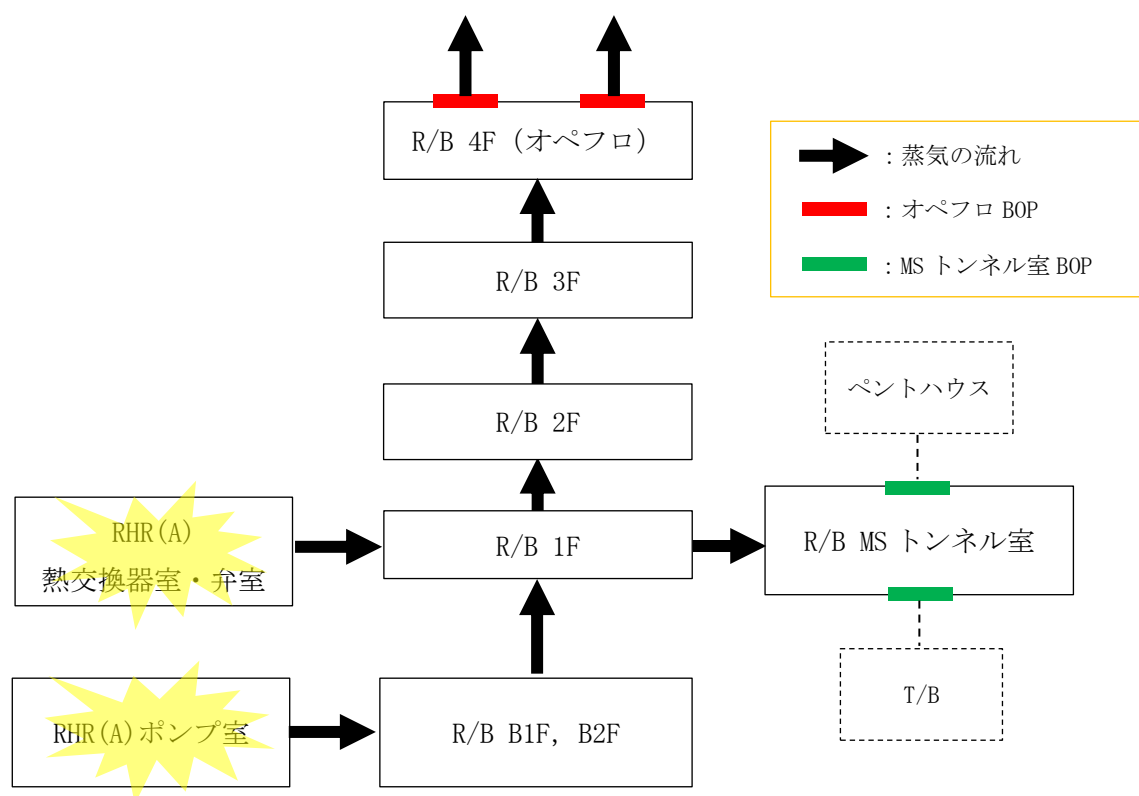 R/B 4F (オペフロ)
:蒸気の流れ
:オペフロ BOP
:MS トンネル室 BOP
R/B 3F
ペントハウス
R/B 2F
RHR(A)
熱交換器室・弁室
R/B 1F
R/B MS トンネル室
RHR(A)ポンプ室
R/B B1F, B2F
T/B